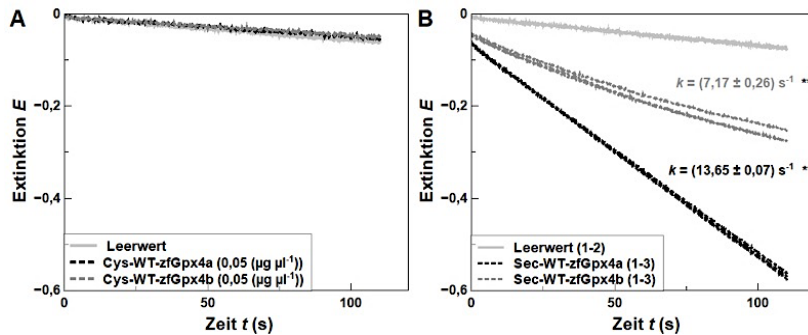 A
0
−0,2
−0,4
−0,6
Extinktion E
0
50
100
Zeit t (s)
Leerwert
Cys-WT-zfGpx4a (0,05 (µg µl⁻¹))
Cys-WT-zfGpx4b (0,05 (µg µl⁻¹))
B
0
−0,2
−0,4
−0,6
Extinktion E
0
50
100
Zeit t (s)
k = (7,17 ± 0,26) s⁻¹ *
k = (13,65 ± 0,07) s⁻¹ *
Leerwert (1-2)
Sec-WT-zfGpx4a (1-3)
Sec-WT-zfGpx4b (1-3)